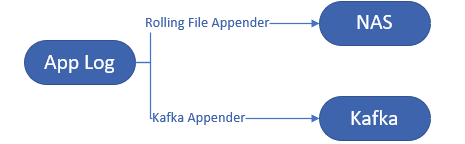 Rolling File Appender
NAS
App Log
Kafka Appender
Kafka